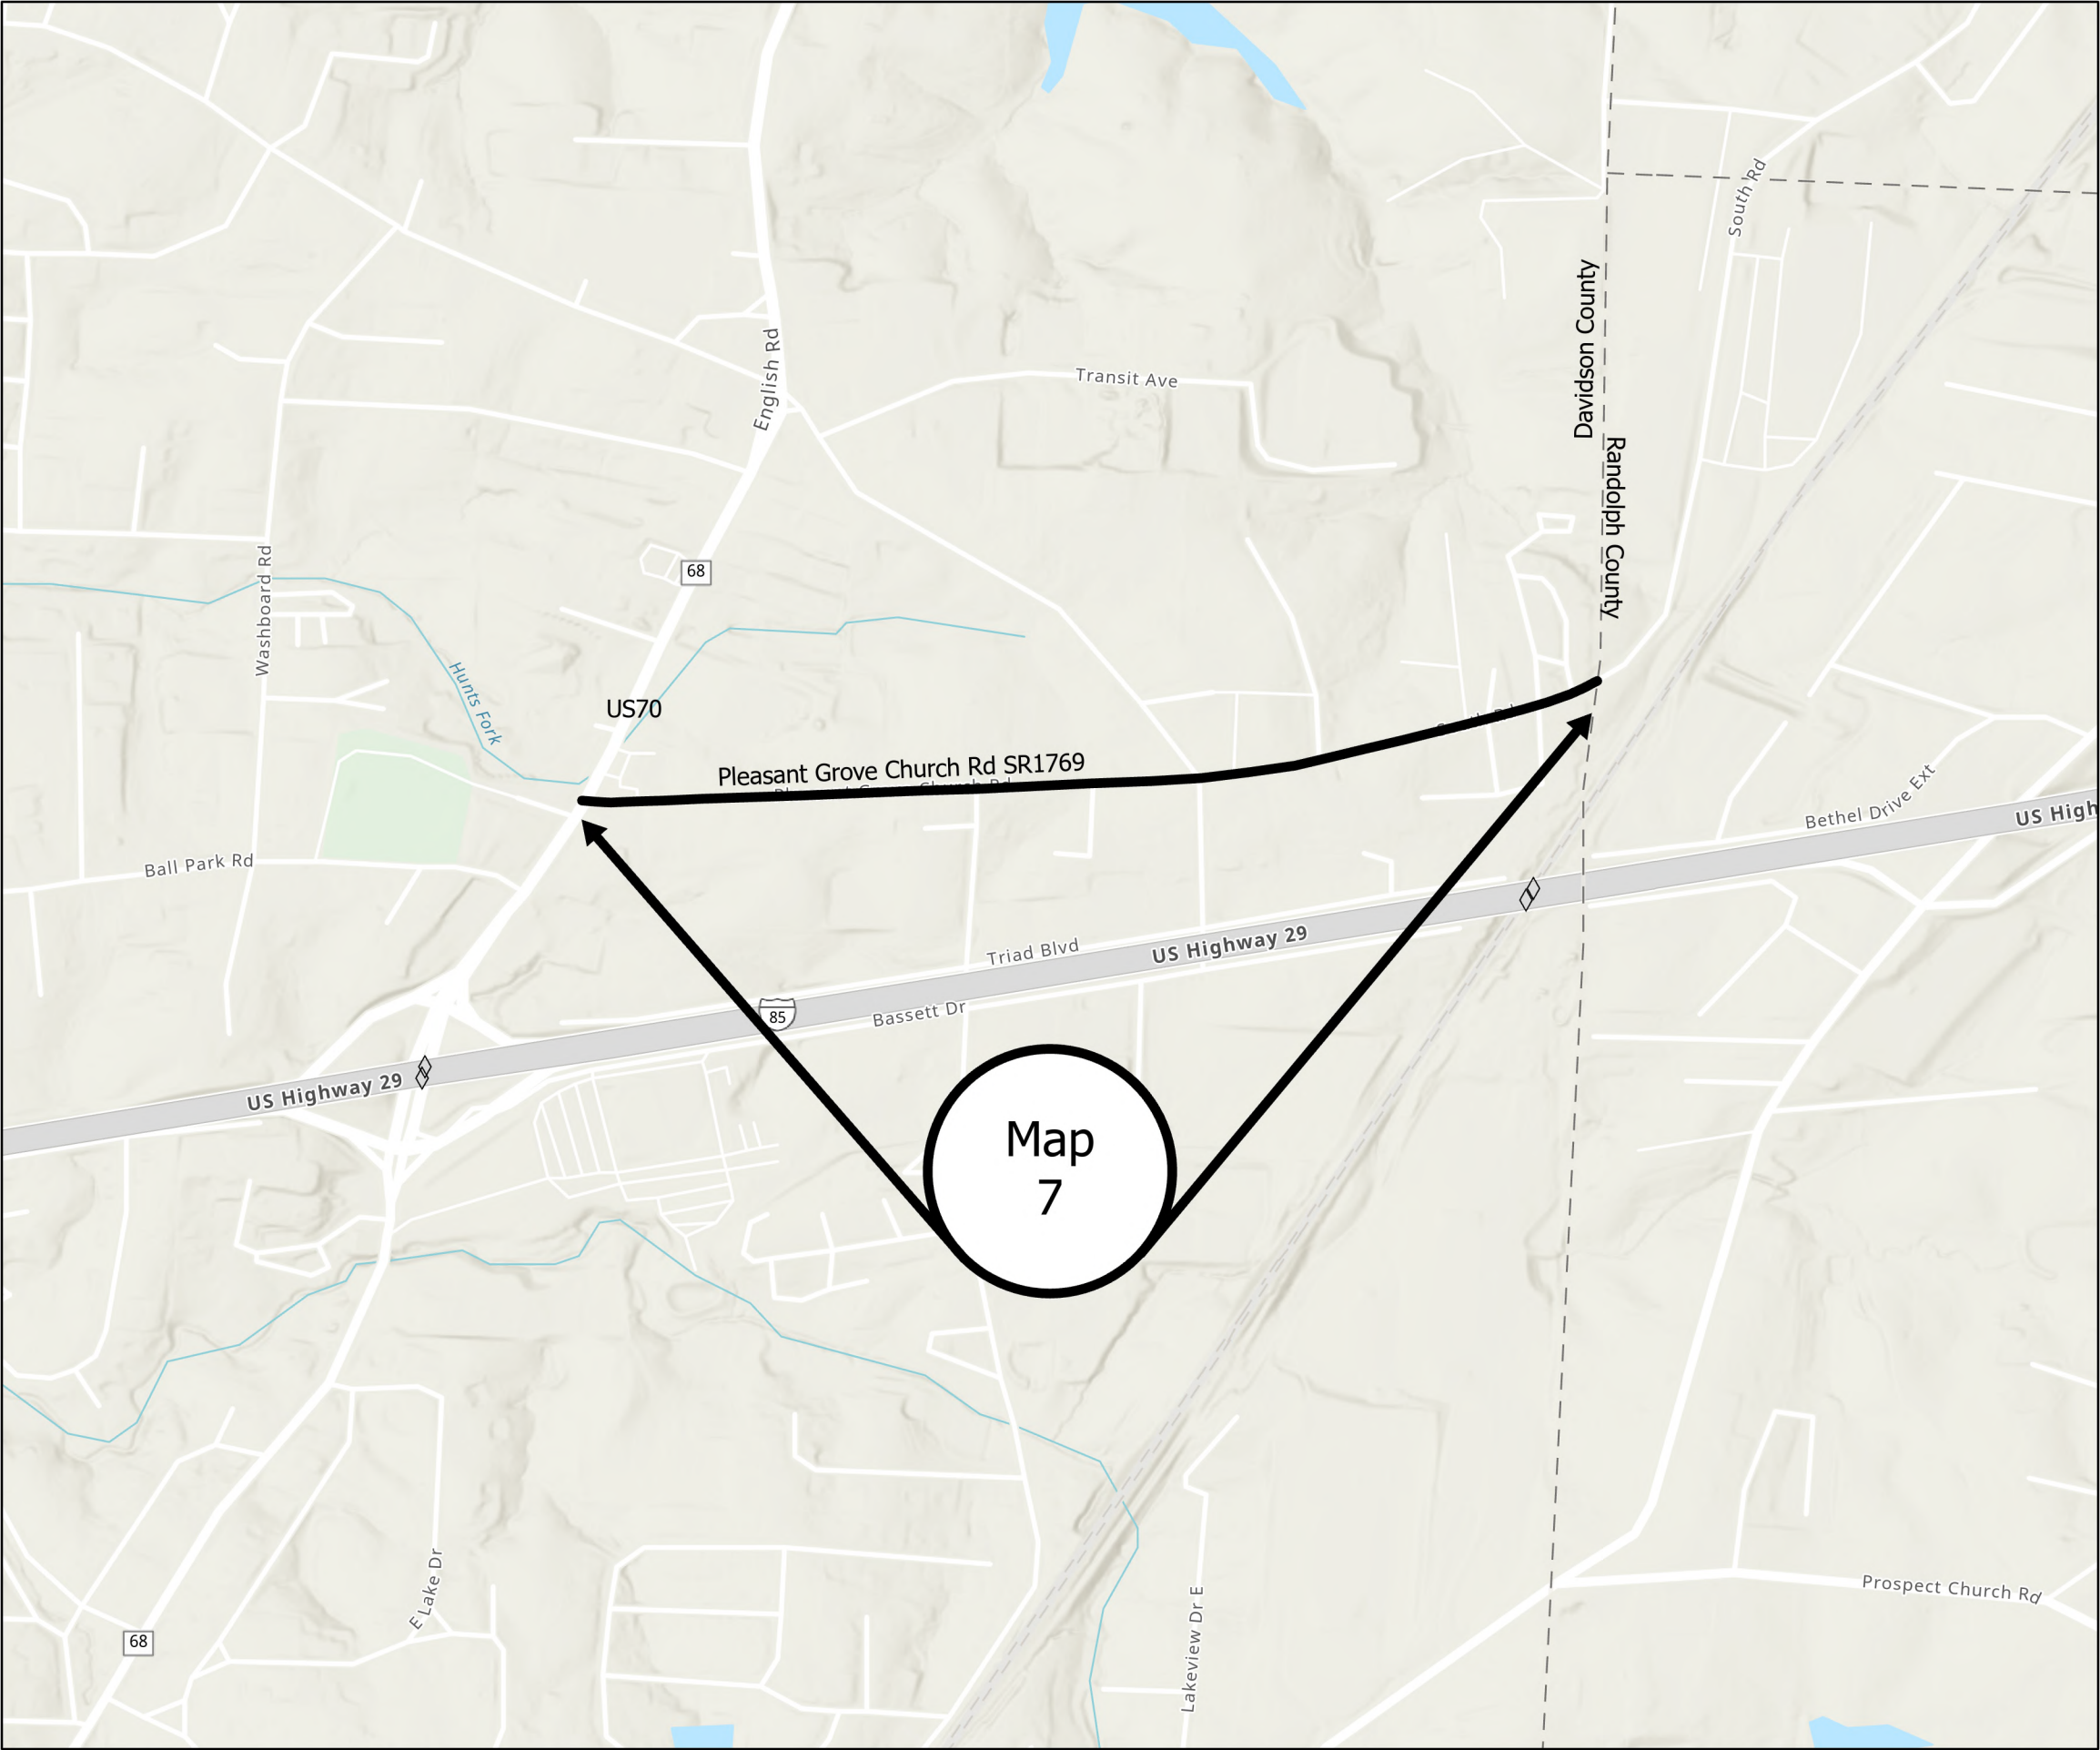 South Rd
Davidson County
Randolph County
English Rd
Transit Ave
68
Washboard Rd
Hunts Fork
US70
Pleasant Grove Church Rd SR1769
Bethel Drive Ext
US High
Ball Park Rd
Triad Blvd
US Highway 29
85
Bassett Dr
US Highway 29
Map
7
E Lake Dr
Prospect Church Rd
Lakeview Dr E
68